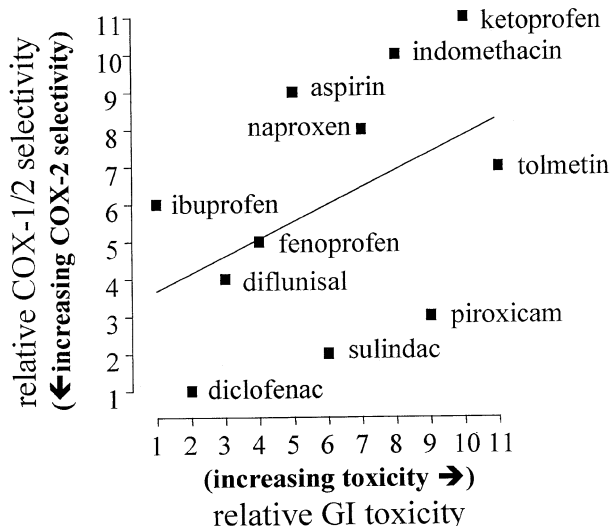 relative COX-1/2 selectivity
(←increasing COX-2 selectivity)
11
10
9
8
7
6
5
4
3
2
1
ketoprofen
indomethacin
aspirin
naproxen
tolmetin
ibuprofen
fenoprofen
diflunisal
piroxicam
sulindac
diclofenac
1 2 3 4 5 6 7 8 9 10 11
(increasing toxicity →)
relative GI toxicity